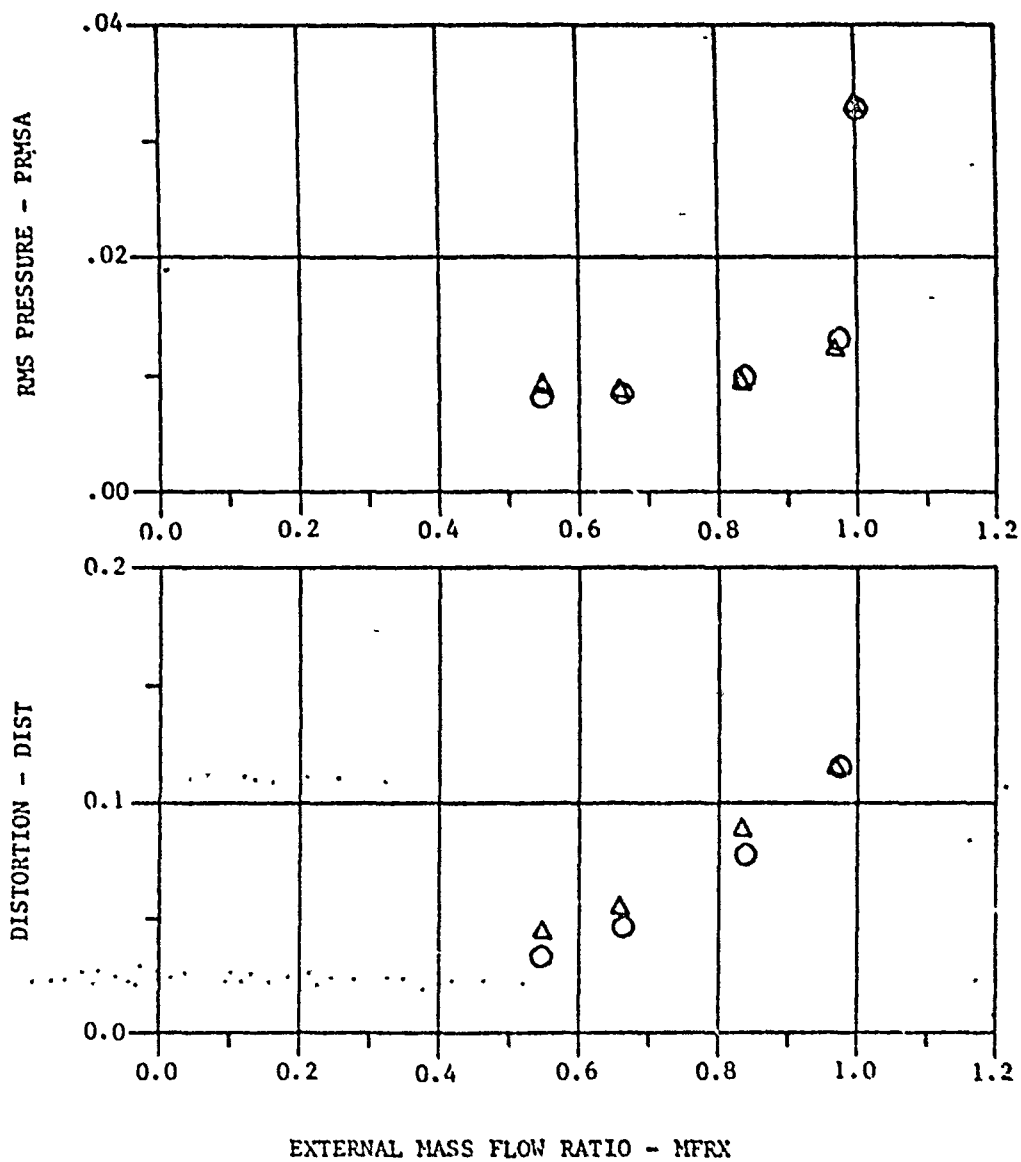 .04
.02
.00
RMS PRESSURE - PRMSA
0.0 0.2 0.4 0.6 0.8 1.0 1.2
0.2
0.1
0.0
DISTORTION - DIST
0.0 0.2 0.4 0.6 0.8 1.0 1.2
EXTERNAL MASS FLOW RATIO - MFRX